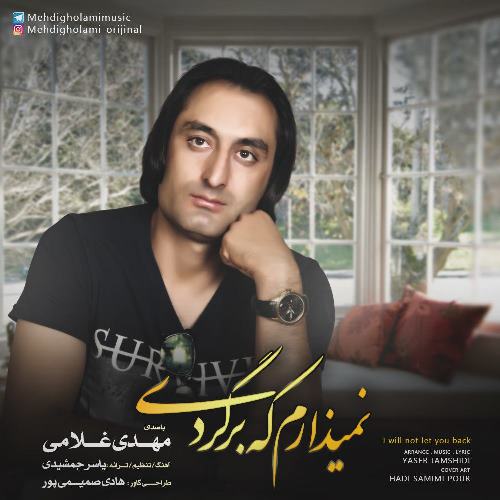 Mehdigholamimusic
Mehdigholami_orijinal
SURVIVE
نمیذارم که برگردی
باصدای
مهدی غلامی
آهنگ / تنظیم / ترانه : یاسر جمشیدی
طراحی کاور : هادی صمیمی پور
I will not let you back
ARRANGE . MUSIC . LYRIC
YASER JAMSHIDI
COVER ART
HADI SAMIMI POUR